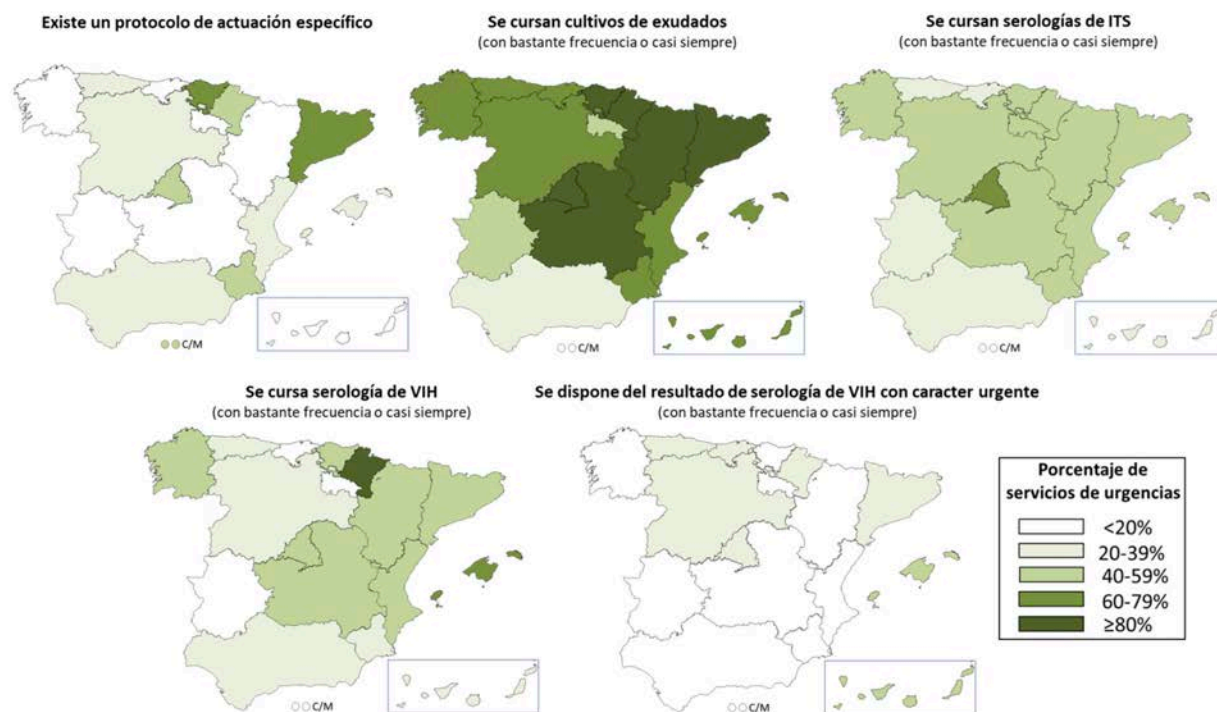 Existe un protocolo de actuación específico
Se cursan cultivos de exudados
(con bastante frecuencia o casi siempre)
Se cursan serologías de ITS
(con bastante frecuencia o casi siempre)
C/M
C/M
C/M
Se cursa serología de VIH
(con bastante frecuencia o casi siempre)
Se dispone del resultado de serología de VIH con caracter urgente
(con bastante frecuencia o casi siempre)
C/M
C/M
Porcentaje de
servicios de urgencias
<20%
20-39%
40-59%
60-79%
≥80%